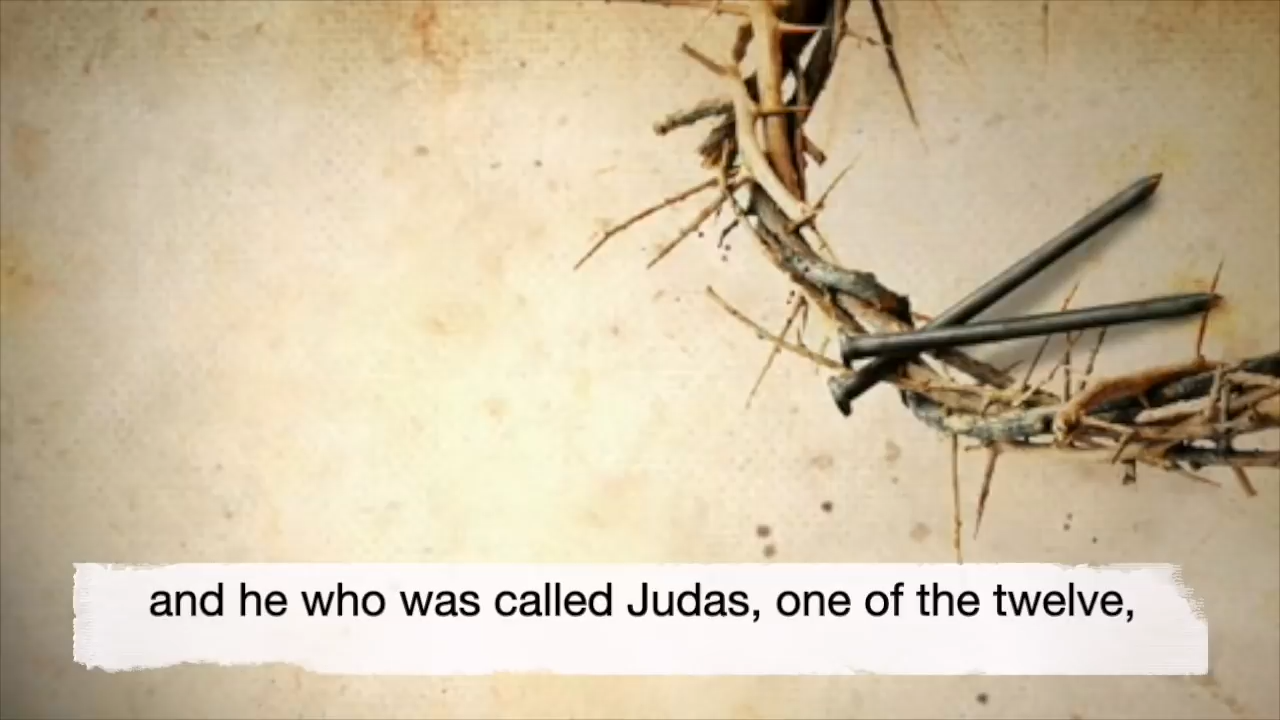 and he who was called Judas, one of the twelve,